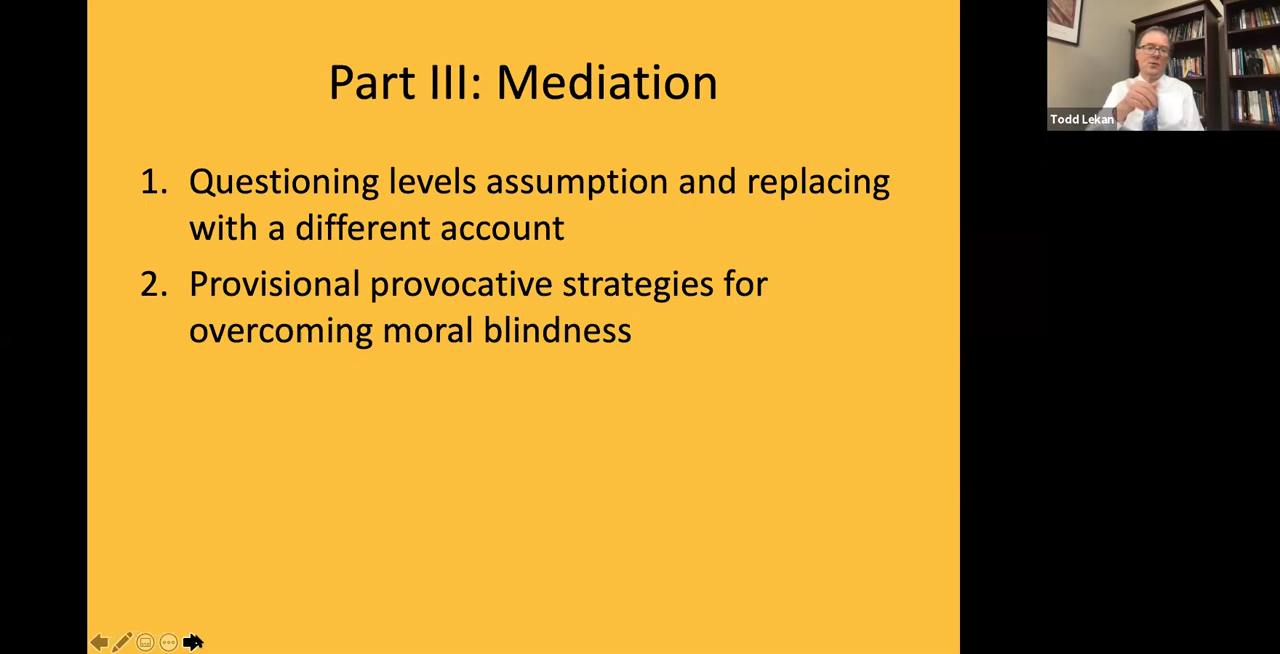 Part III: Mediation
1. Questioning levels assumption and replacing
with a different account
2. Provisional provocative strategies for
overcoming moral blindness
Todd Lekan